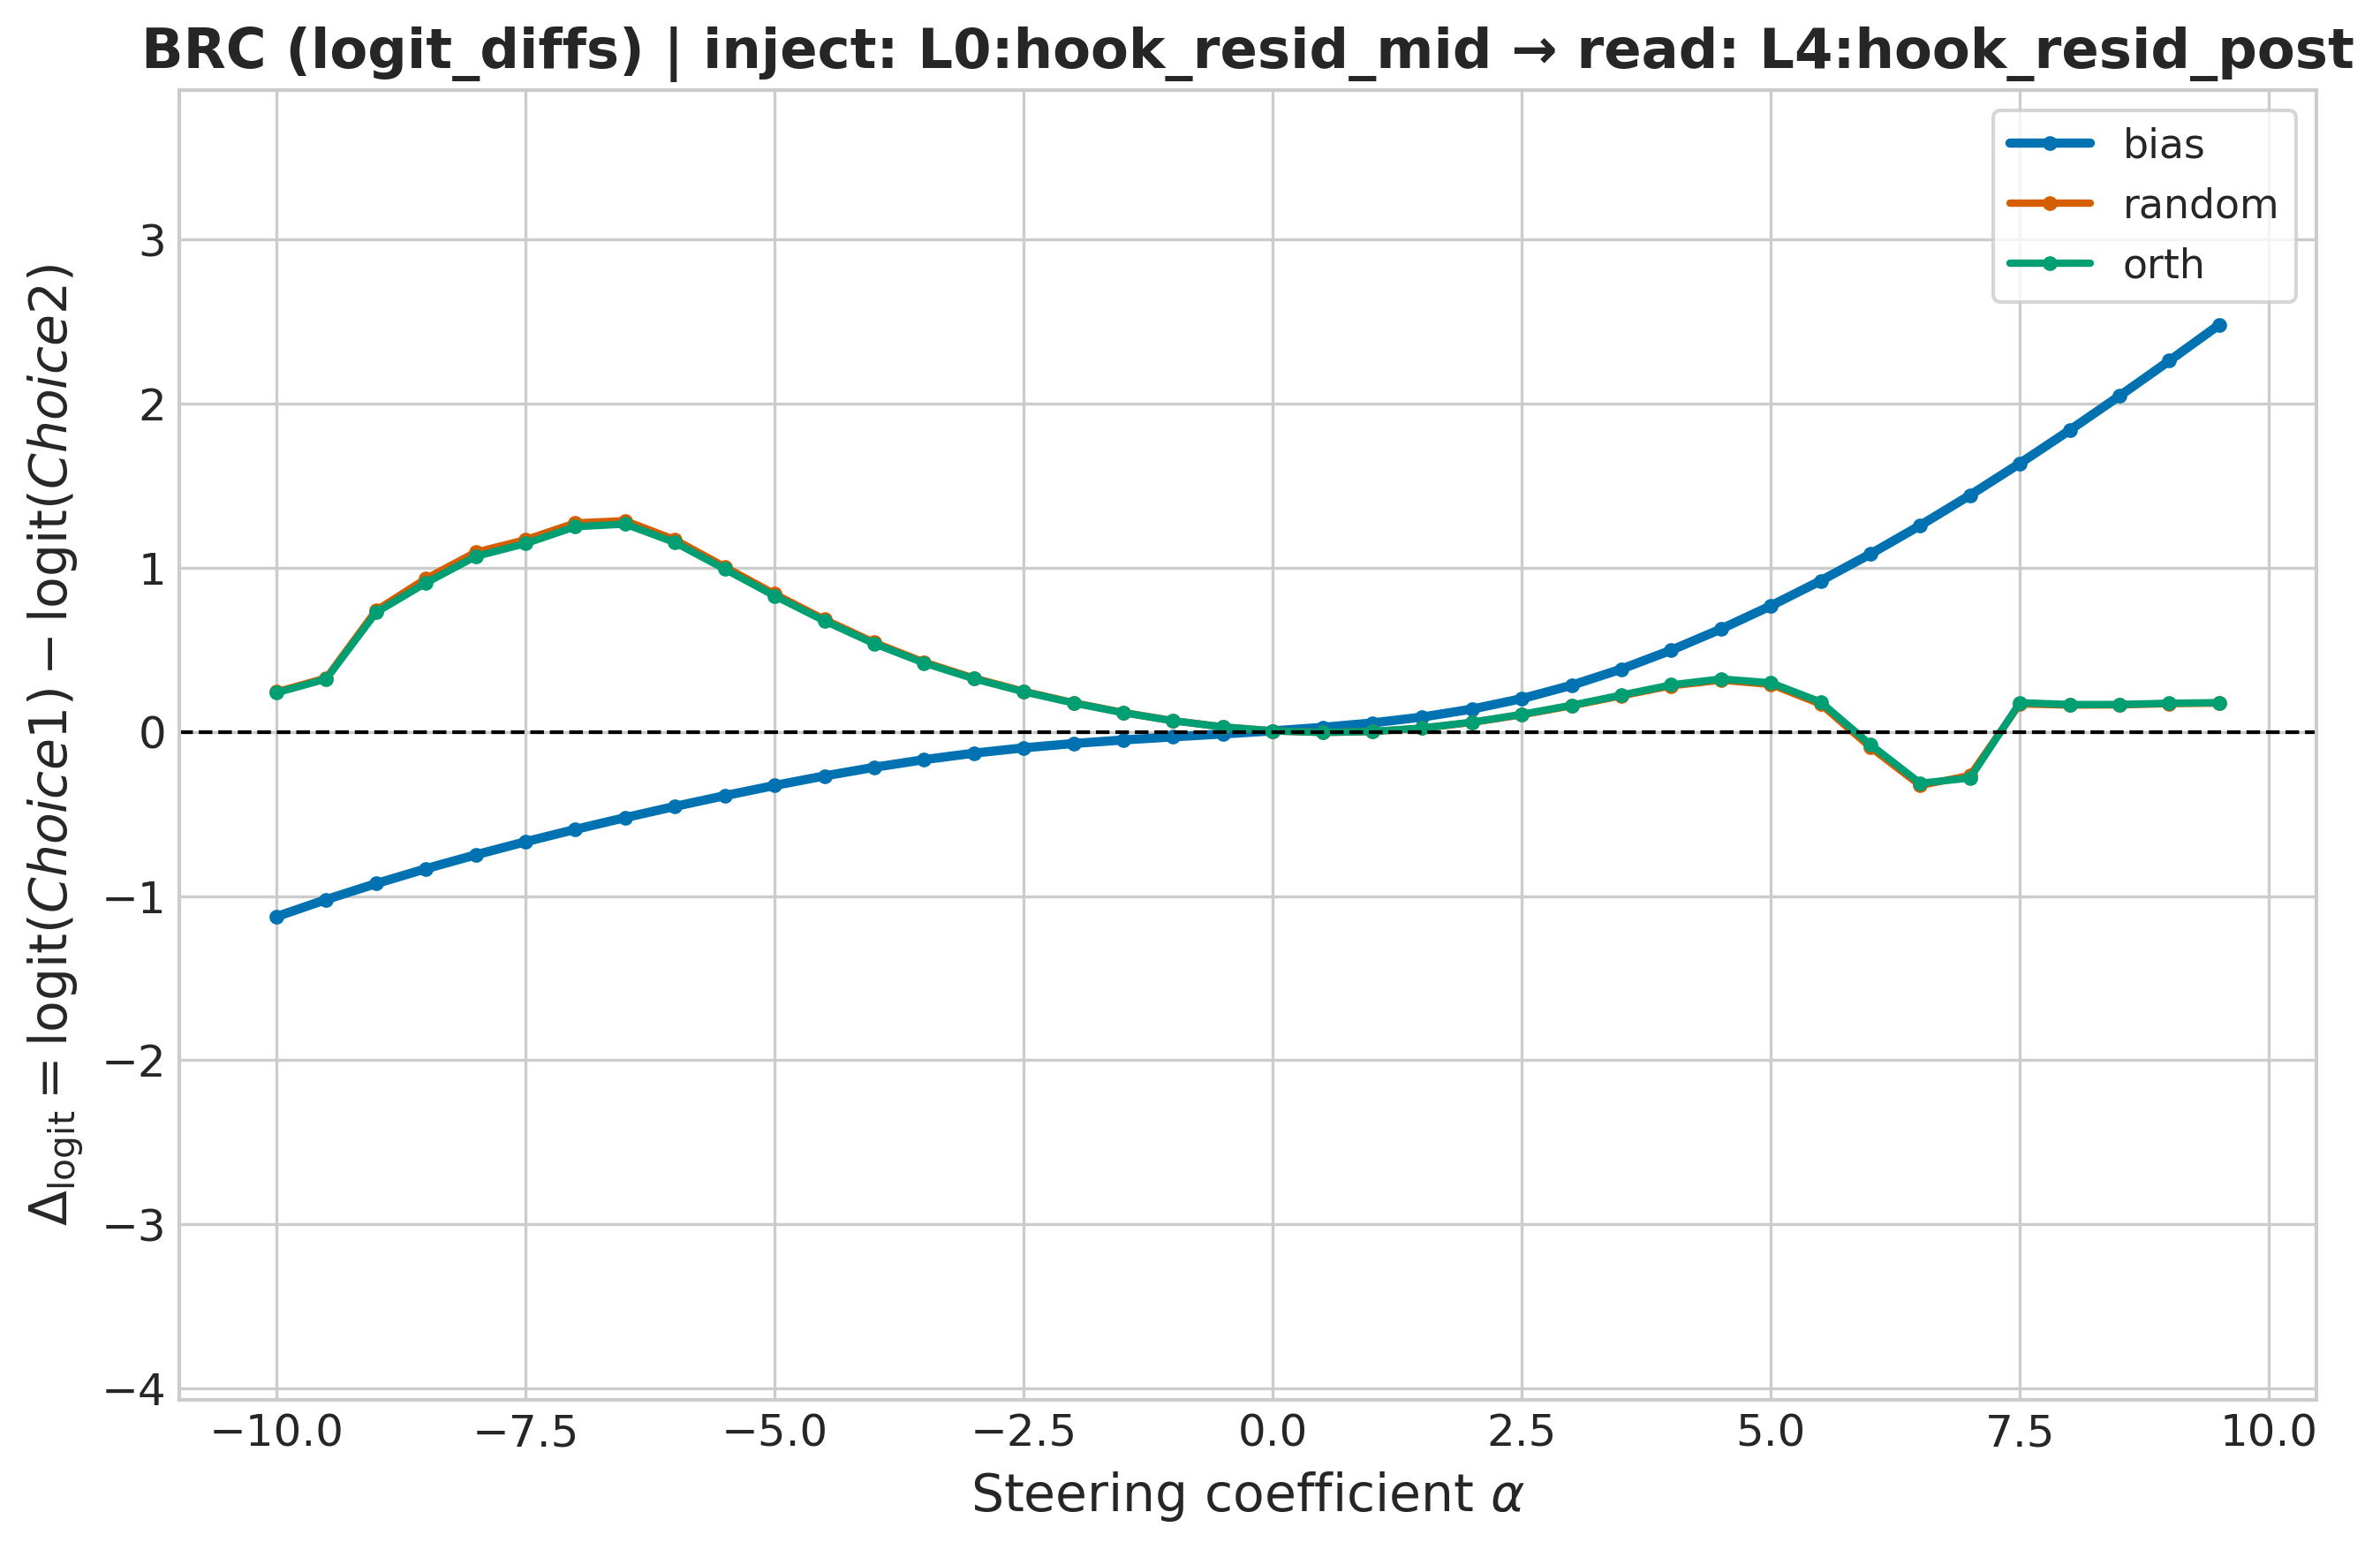 BRC (logit_diffs) | inject: L0:hook_resid_mid → read: L4:hook_resid_post
Δlogit = logit(Choice1) − logit(Choice2)
3
2
1
0
−1
−2
−3
−4
bias
random
orth
−10.0 −7.5 −5.0 −2.5 0.0 2.5 5.0 7.5 10.0
Steering coefficient α